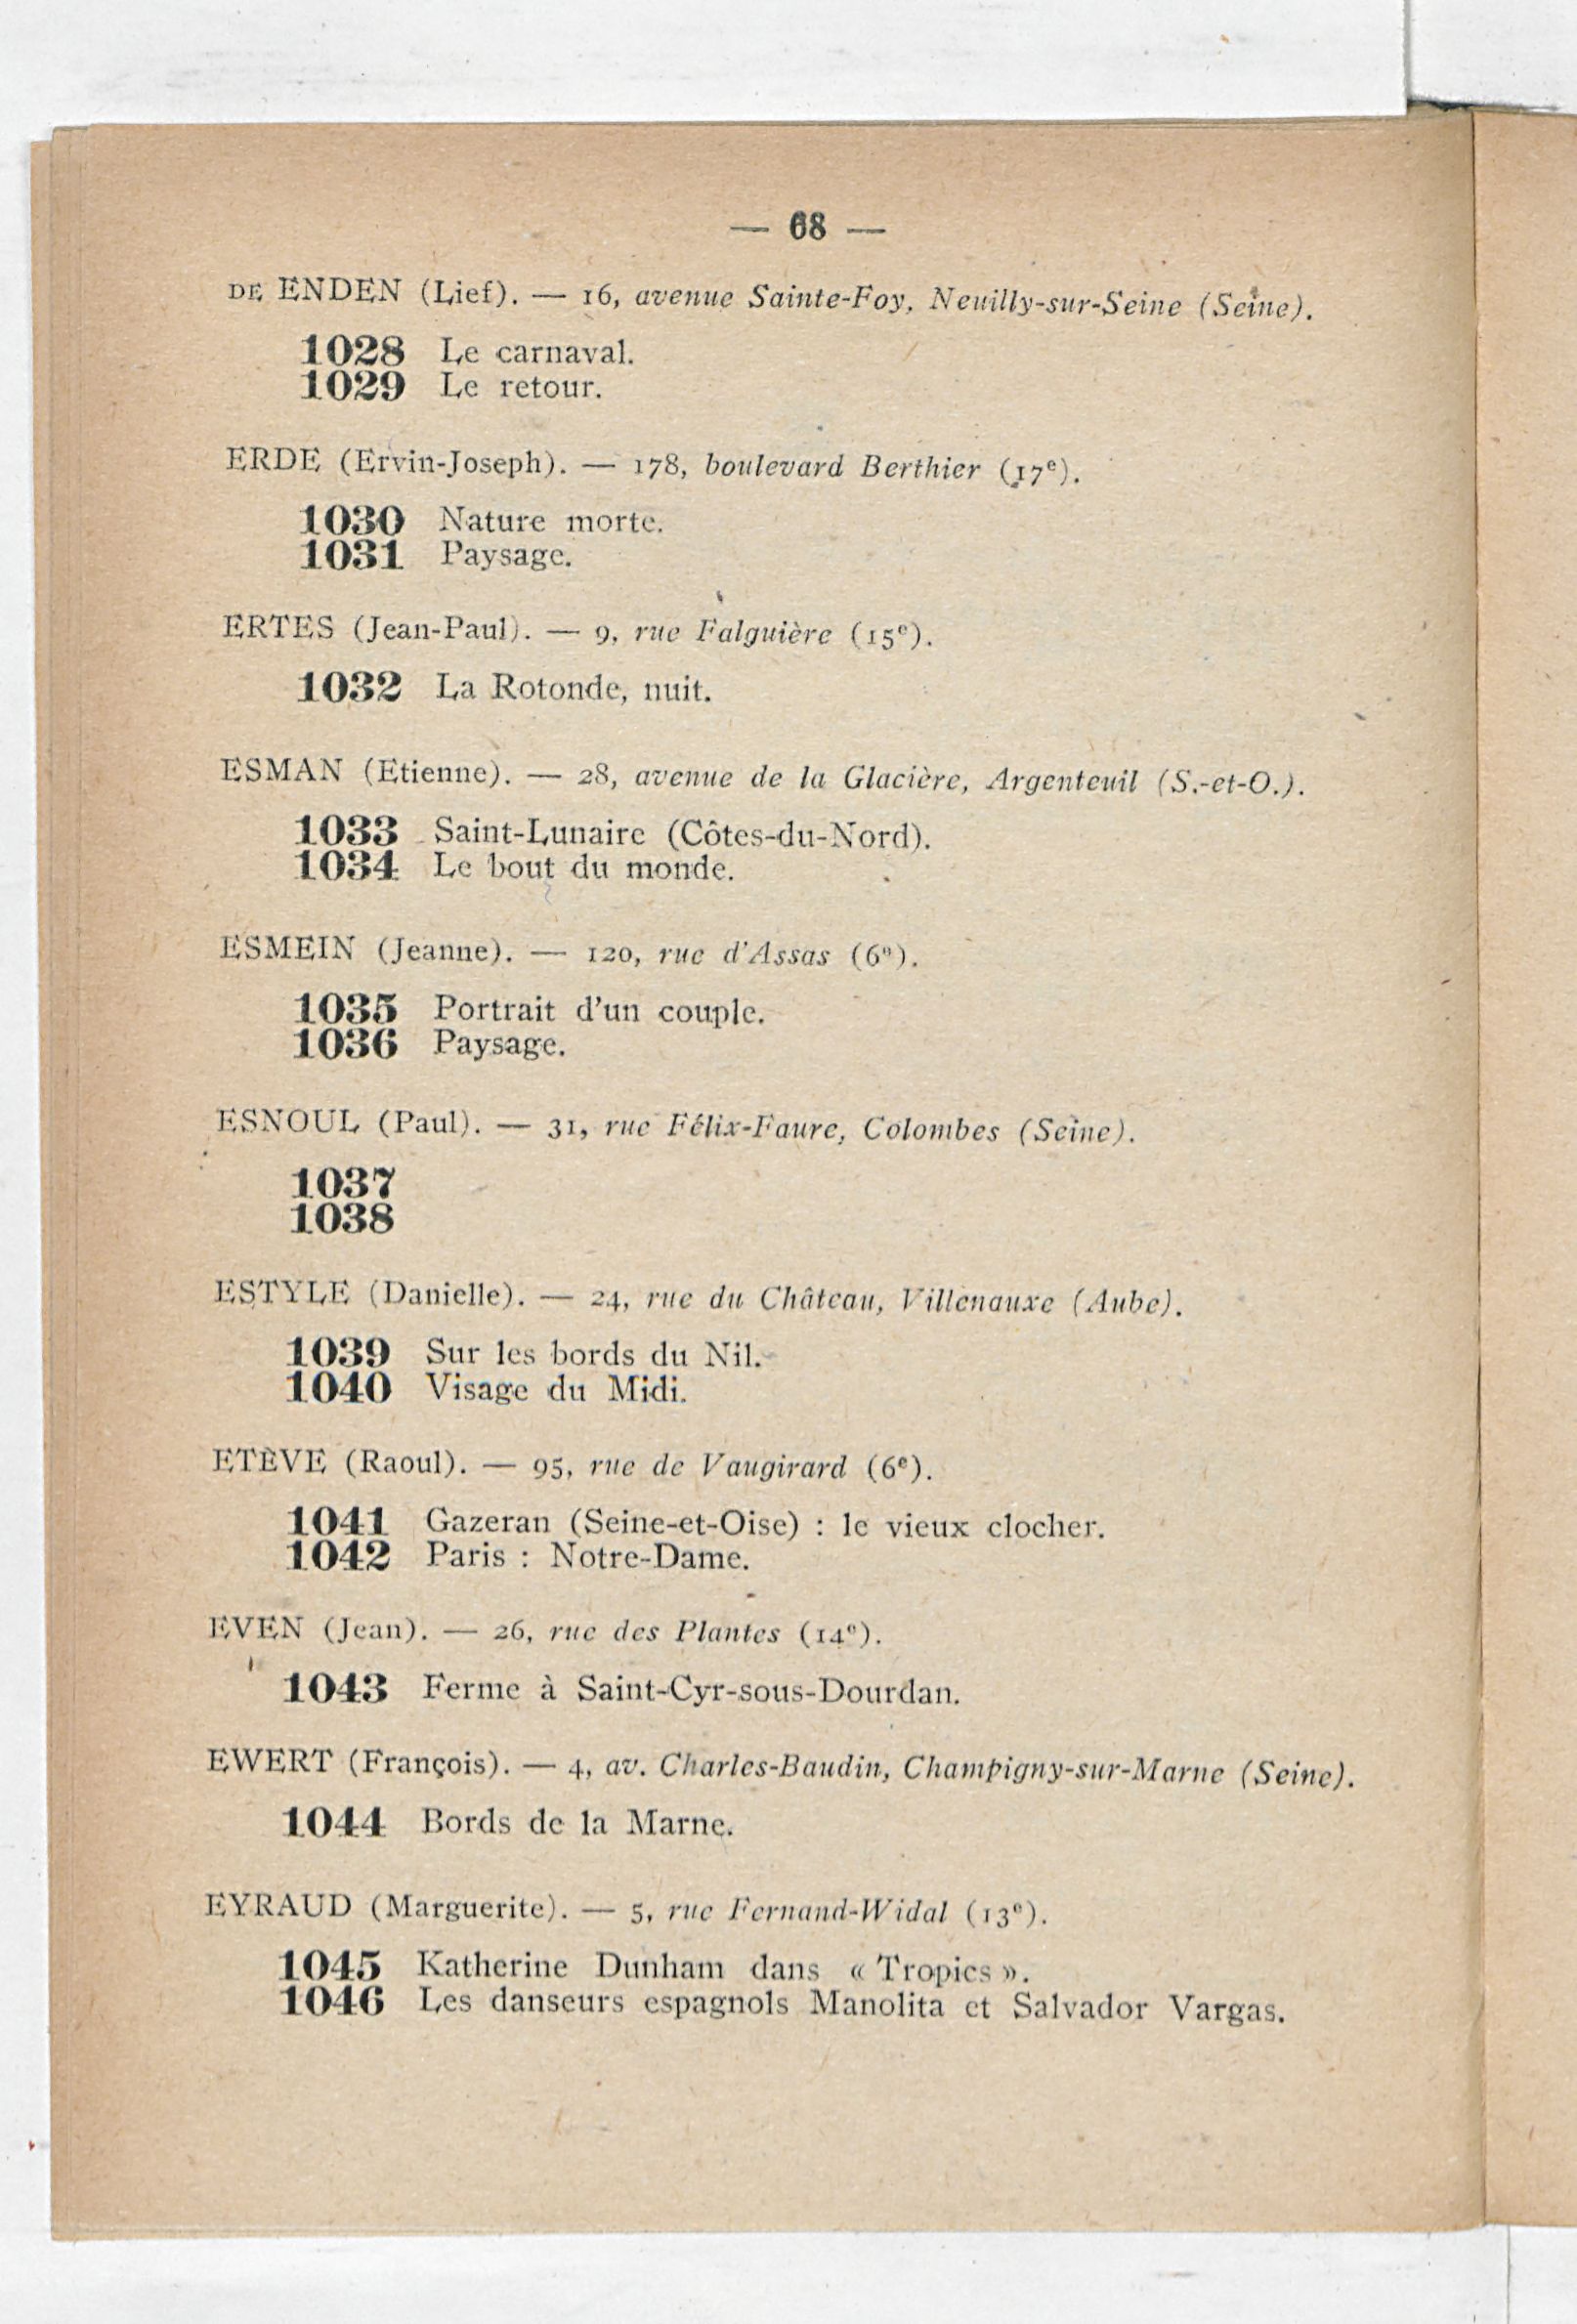 — 68 —
DE ENDEN (Lief). — 16, avenue Sainte-Foy, Neuilly-sur-Seine (Seine).
1028 Le carnaval.
1029 Le retour.
ERDE (Ervin-Joseph). — 178, boulevard Berthier (17e).
1030 Nature morte.
1031 Paysage.
ERTES (Jean-Paul). — 9, rue Falguière (15e).
1032 La Rotonde, nuit.
ESMAN (Etienne). — 28, avenue de la Glacière, Argenteuil (S.-et-O.).
1033 Saint-Lunaire (Côtes-du-Nord).
1034 Le bout du monde.
ESMEIN (Jeanne). — 120, rue d'Assas (6e).
1035 Portrait d'un couple.
1036 Paysage.
ESNOUL (Paul). — 31, rue Félix-Faure, Colombes (Seine).
1037
1038
ESTYLE (Danielle). — 24, rue du Château, Villenauxe (Aube).
1039 Sur les bords du Nil.
1040 Visage du Midi.
ETÈVE (Raoul). — 95, rue de Vaugirard (6e).
1041 Gazeran (Seine-et-Oise) : le vieux clocher.
1042 Paris : Notre-Dame.
EVEN (Jean). — 26, rue des Plantes (14e).
1043 Ferme à Saint-Cyr-sous-Dourdan.
EWERT (François). — 4, av. Charles-Baudin, Champigny-sur-Marne (Seine).
1044 Bords de la Marne.
EYRAUD (Marguerite). — 5, rue Fernand-Widal (13e).
1045 Katherine Dunham dans « Tropics ».
1046 Les danseurs espagnols Manolita et Salvador Vargas.